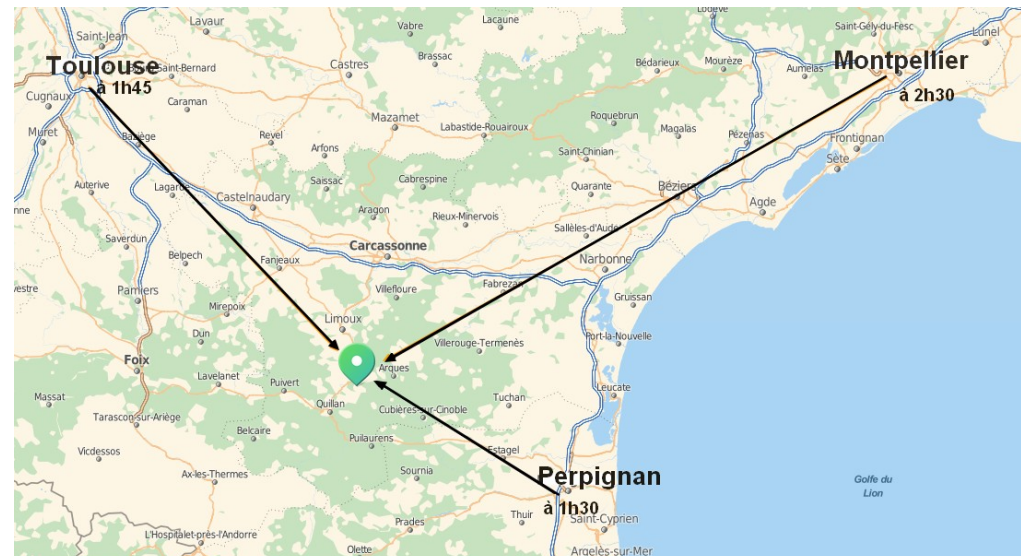 Lavaur
Vabre
Lacaune
Lodève
Saint-Gély-du-Fesc
Lunel
Saint-Jean
Brassac
Bédarieux
Mourèze
Aumelas
Montpellier
à 2h30
Toulouse
à 1h45
Saint-Bernard
Castres
Cugnaux
Caraman
Muret
Baziège
Revel
Mazamet
Labastide-Rouairoux
Roquebrun
Magalas
Pézenas
Frontignan
Sète
Arfons
Saint-Chinian
Auterive
Lagarde
Castelnaudary
Saissac
Cabrespine
Quarante
Béziers
Agde
Aragon
Rieux-Minervois
Sallèles-d'Aude
Saverdun
Belpech
Fanjeaux
Carcassonne
Narbonne
Pamiers
Mirepoix
Villefloure
Fabrezan
Gruissan
Limoux
Dun
Villerouge-Termenès
Port-la-Nouvelle
Foix
Lavelanet
Puivert
Arques
Leucate
Massat
Quillan
Cubières-sur-Cinoble
Tuchan
Tarascon-sur-Ariège
Belcaire
Puilaurens
Vicdessos
Estagel
Ax-les-Thermes
Sournia
Perpignan
à 1h30
Golfe du
Lion
Thuir
Saint-Cyprien
Prades
L'Hospitalet-près-l'Andorre
Olette
Argelès-sur-Mer